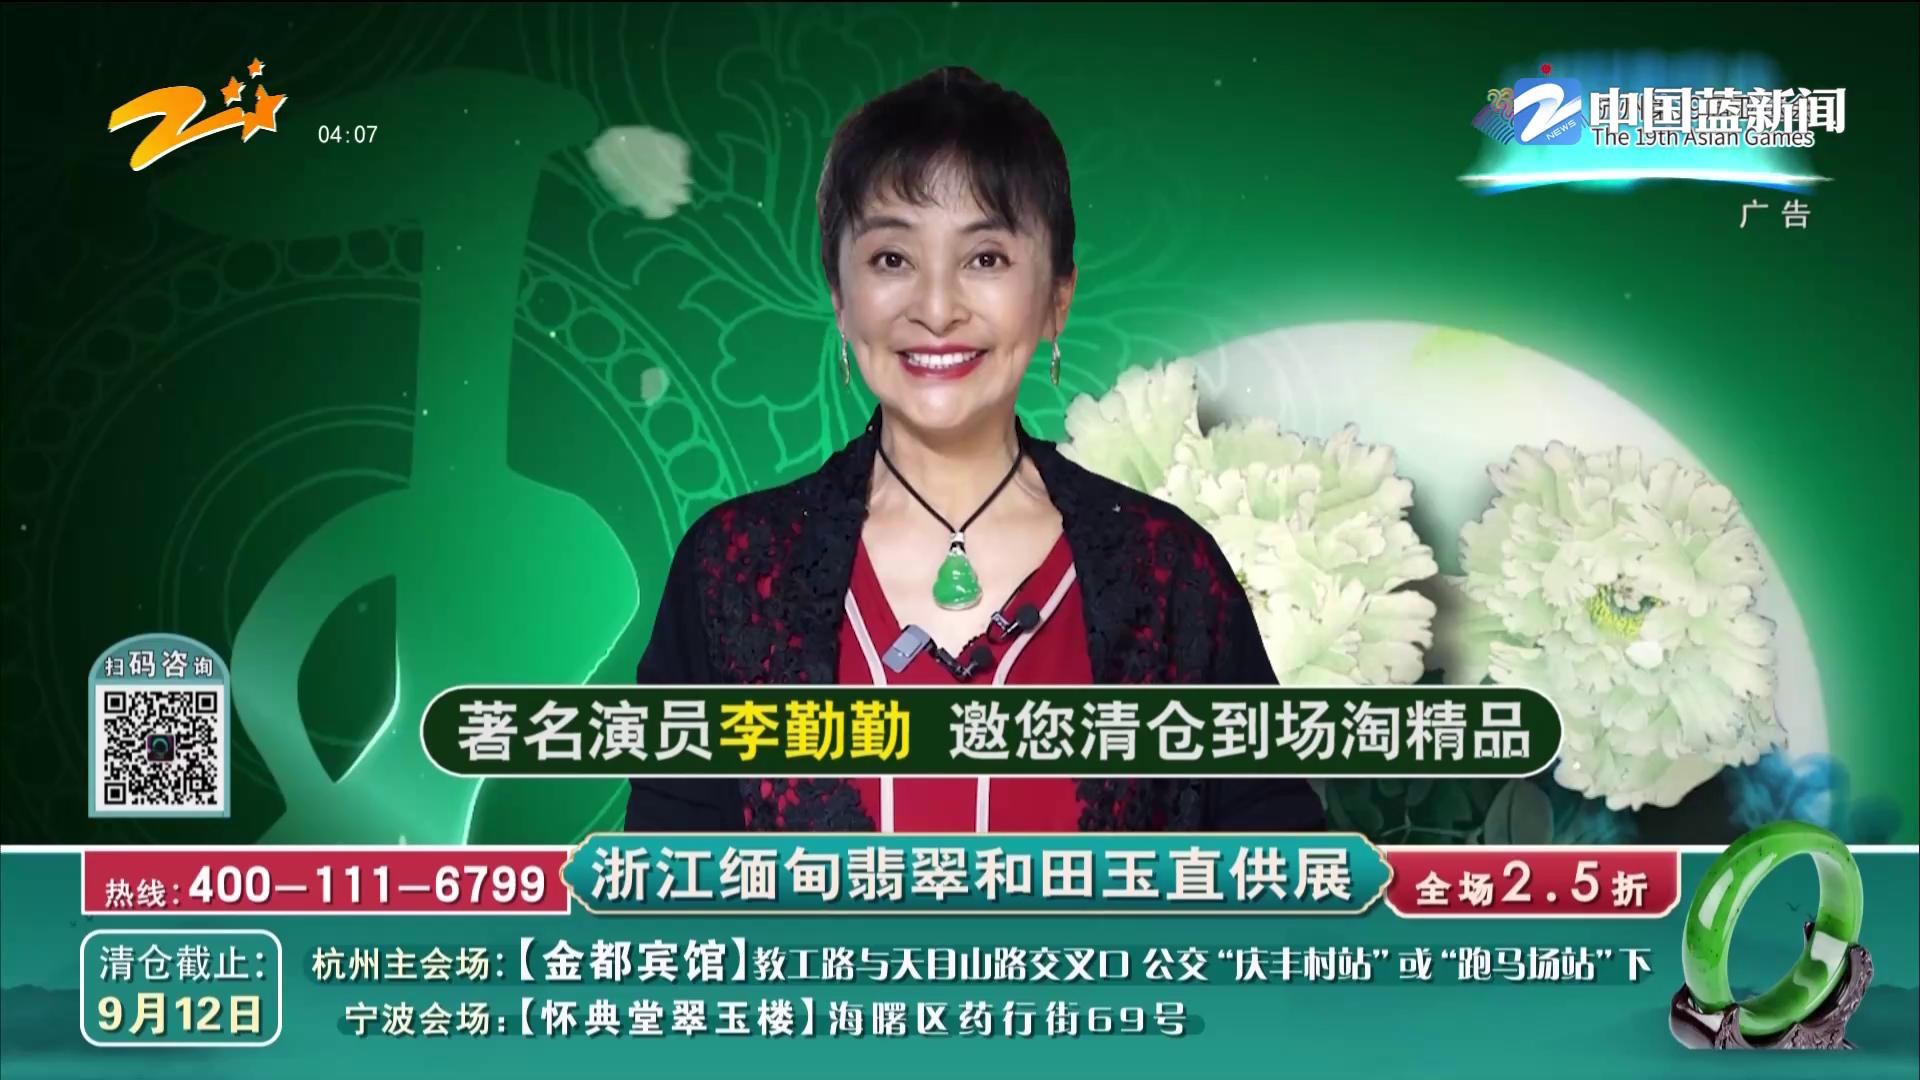 04:07
中国蓝新闻
NEWS
The 19th Asian Games
广告
扫码咨询
著名演员李勤勤 邀您清仓到场淘精品
热线:400-111-6799
浙江缅甸翡翠和田玉直供展
全场2.5折
清仓截止:
9月12日
杭州主会场:【金都宾馆】教工路与天目山路交叉口 公交“庆丰村站”或“跑马场站”下
宁波会场:【怀典堂翠玉楼】海曙区药行街69号